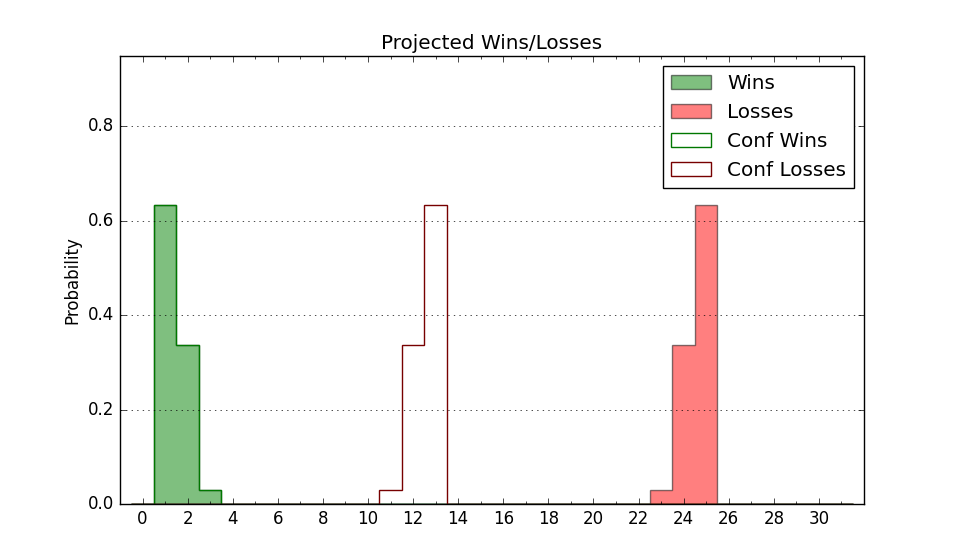 Projected Wins/Losses
Wins
Losses
Conf Wins
Conf Losses
Probability
0.8
0.6
0.4
0.2
0.0
0 2 4 6 8 10 12 14 16 18 20 22 24 26 28 30